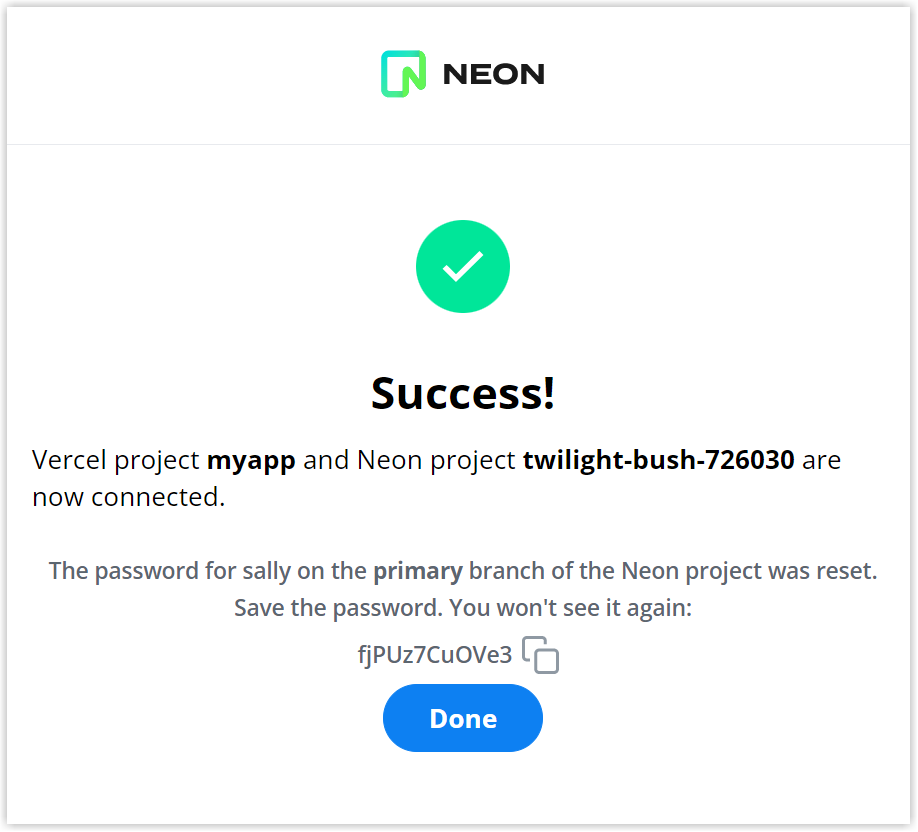 NEON
Success!
Vercel project myapp and Neon project twilight-bush-726030 are
now connected.
The password for sally on the primary branch of the Neon project was reset.
Save the password. You won't see it again:
fjPUz7CuOVe3
Done